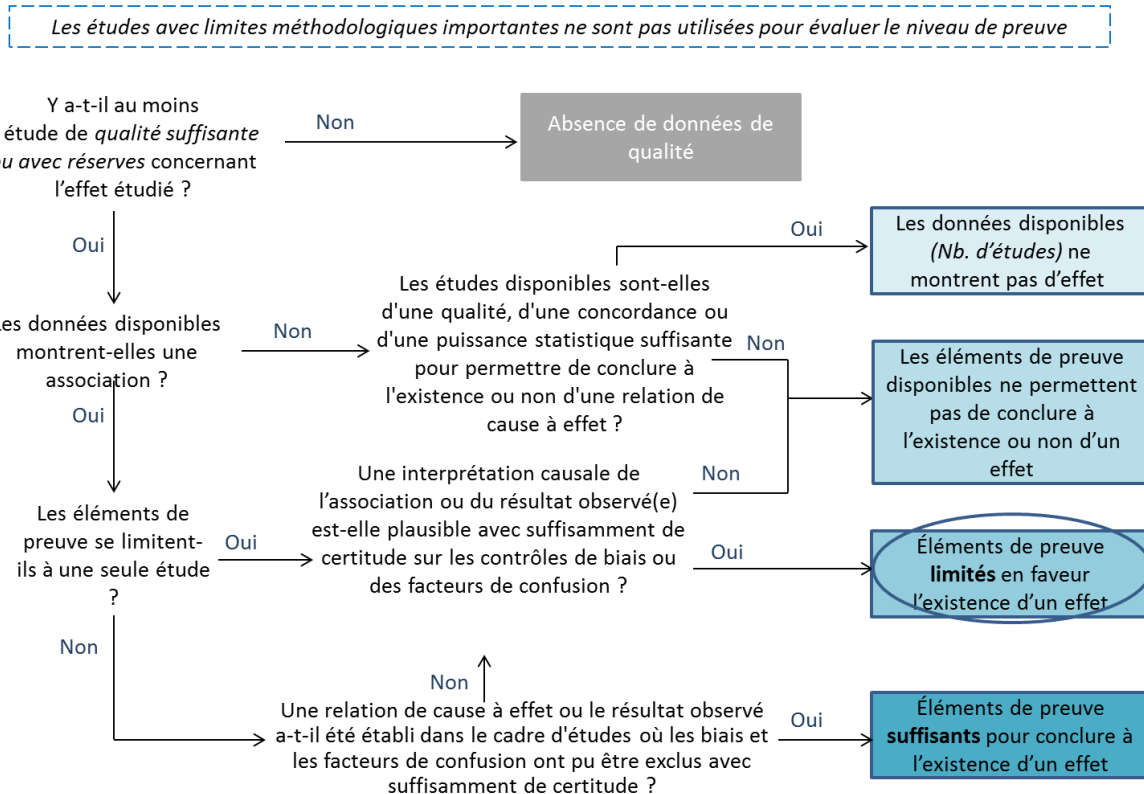 Les études avec limites méthodologiques importantes ne sont pas utilisées pour évaluer le niveau de preuve
Y a-t-il au moins
étude de qualité suffisante
ou avec réserves concernant
l'effet étudié ?
Non
Absence de données de
qualité
Oui
Les données disponibles
montrent-elles une
association ?
Non
Les études disponibles sont-elles
d'une qualité, d'une concordance ou
d'une puissance statistique suffisante
pour permettre de conclure à
l'existence ou non d'une relation de
cause à effet ?
Oui
Les données disponibles
(Nb. d'études) ne
montrent pas d'effet
Non
Les éléments de preuve
disponibles ne permettent
pas de conclure à
l'existence ou non d'un
effet
Oui
Les éléments de
preuve se limitent-
ils à une seule étude
?
Oui
Une interprétation causale de
l'association ou du résultat observé(e)
est-elle plausible avec suffisamment de
certitude sur les contrôles de biais ou
des facteurs de confusion ?
Non
Oui
Éléments de preuve
limités en faveur
l'existence d'un effet
Non
Non
Une relation de cause à effet ou le résultat observé
a-t-il été établi dans le cadre d'études où les biais et
les facteurs de confusion ont pu être exclus avec
suffisamment de certitude ?
Oui
Éléments de preuve
suffisants pour conclure à
l'existence d'un effet